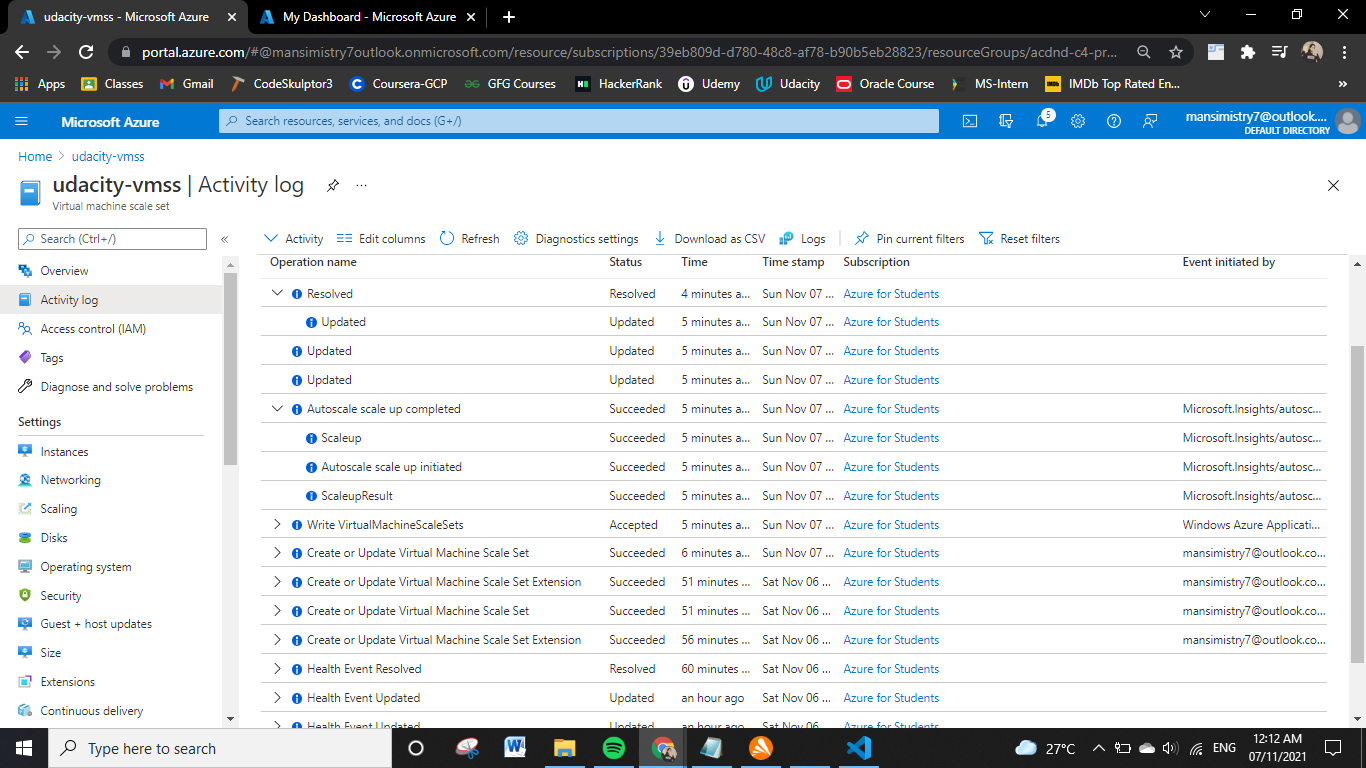 udacity-vmss - Microsoft Azure
My Dashboard - Microsoft Azure
portal.azure.com/#@mansimistry7outlook.onmicrosoft.com/resource/subscriptions/39eb809d-d780-48c8-af78-b90b5eb28823/resourceGroups/acdnd-c4-pr...
Apps Classes Gmail CodeSkulptor3 Coursera-GCP GFG Courses HackerRank Udemy Udacity Oracle Course MS-Intern IMDb Top Rated En...
Microsoft Azure Search resources, services, and docs (G+/) 5 mansimistry7@outlook....
DEFAULT DIRECTORY
Home > udacity-vmss
udacity-vmss | Activity log ...
Virtual machine scale set
Search (Ctrl+/) «
Overview
Activity log
Access control (IAM)
Tags
Diagnose and solve problems
Settings
Instances
Networking
Scaling
Disks
Operating system
Security
Guest + host updates
Size
Extensions
Continuous delivery
Activity Edit columns Refresh Diagnostics settings Download as CSV Logs Pin current filters Reset filters
Operation name Status Time Time stamp Subscription Event initiated by
Resolved Resolved 4 minutes a... Sun Nov 07 ... Azure for Students
Updated Updated 5 minutes a... Sun Nov 07 ... Azure for Students
Updated Updated 5 minutes a... Sun Nov 07 ... Azure for Students
Updated Updated 5 minutes a... Sun Nov 07 ... Azure for Students
Autoscale scale up completed Succeeded 5 minutes a... Sun Nov 07 ... Azure for Students Microsoft.Insights/autosc...
Scaleup Succeeded 5 minutes a... Sun Nov 07 ... Azure for Students Microsoft.Insights/autosc...
Autoscale scale up initiated Succeeded 5 minutes a... Sun Nov 07 ... Azure for Students Microsoft.Insights/autosc...
ScaleupResult Succeeded 5 minutes a... Sun Nov 07 ... Azure for Students Microsoft.Insights/autosc...
Write VirtualMachineScaleSets Accepted 5 minutes a... Sun Nov 07 ... Azure for Students Windows Azure Applicati...
Create or Update Virtual Machine Scale Set Succeeded 6 minutes a... Sun Nov 07 ... Azure for Students mansimistry7@outlook.co...
Create or Update Virtual Machine Scale Set Extension Succeeded 51 minutes ... Sat Nov 06 ... Azure for Students mansimistry7@outlook.co...
Create or Update Virtual Machine Scale Set Succeeded 51 minutes ... Sat Nov 06 ... Azure for Students mansimistry7@outlook.co...
Create or Update Virtual Machine Scale Set Extension Succeeded 56 minutes ... Sat Nov 06 ... Azure for Students mansimistry7@outlook.co...
Health Event Resolved Resolved 60 minutes ... Sat Nov 06 ... Azure for Students
Health Event Updated Updated an hour ago Sat Nov 06 ... Azure for Students
Health Event Updated Updated an hour ago Sat Nov 06 ... Azure for Students
Type here to search 27°C ENG 12:12 AM
07/11/2021